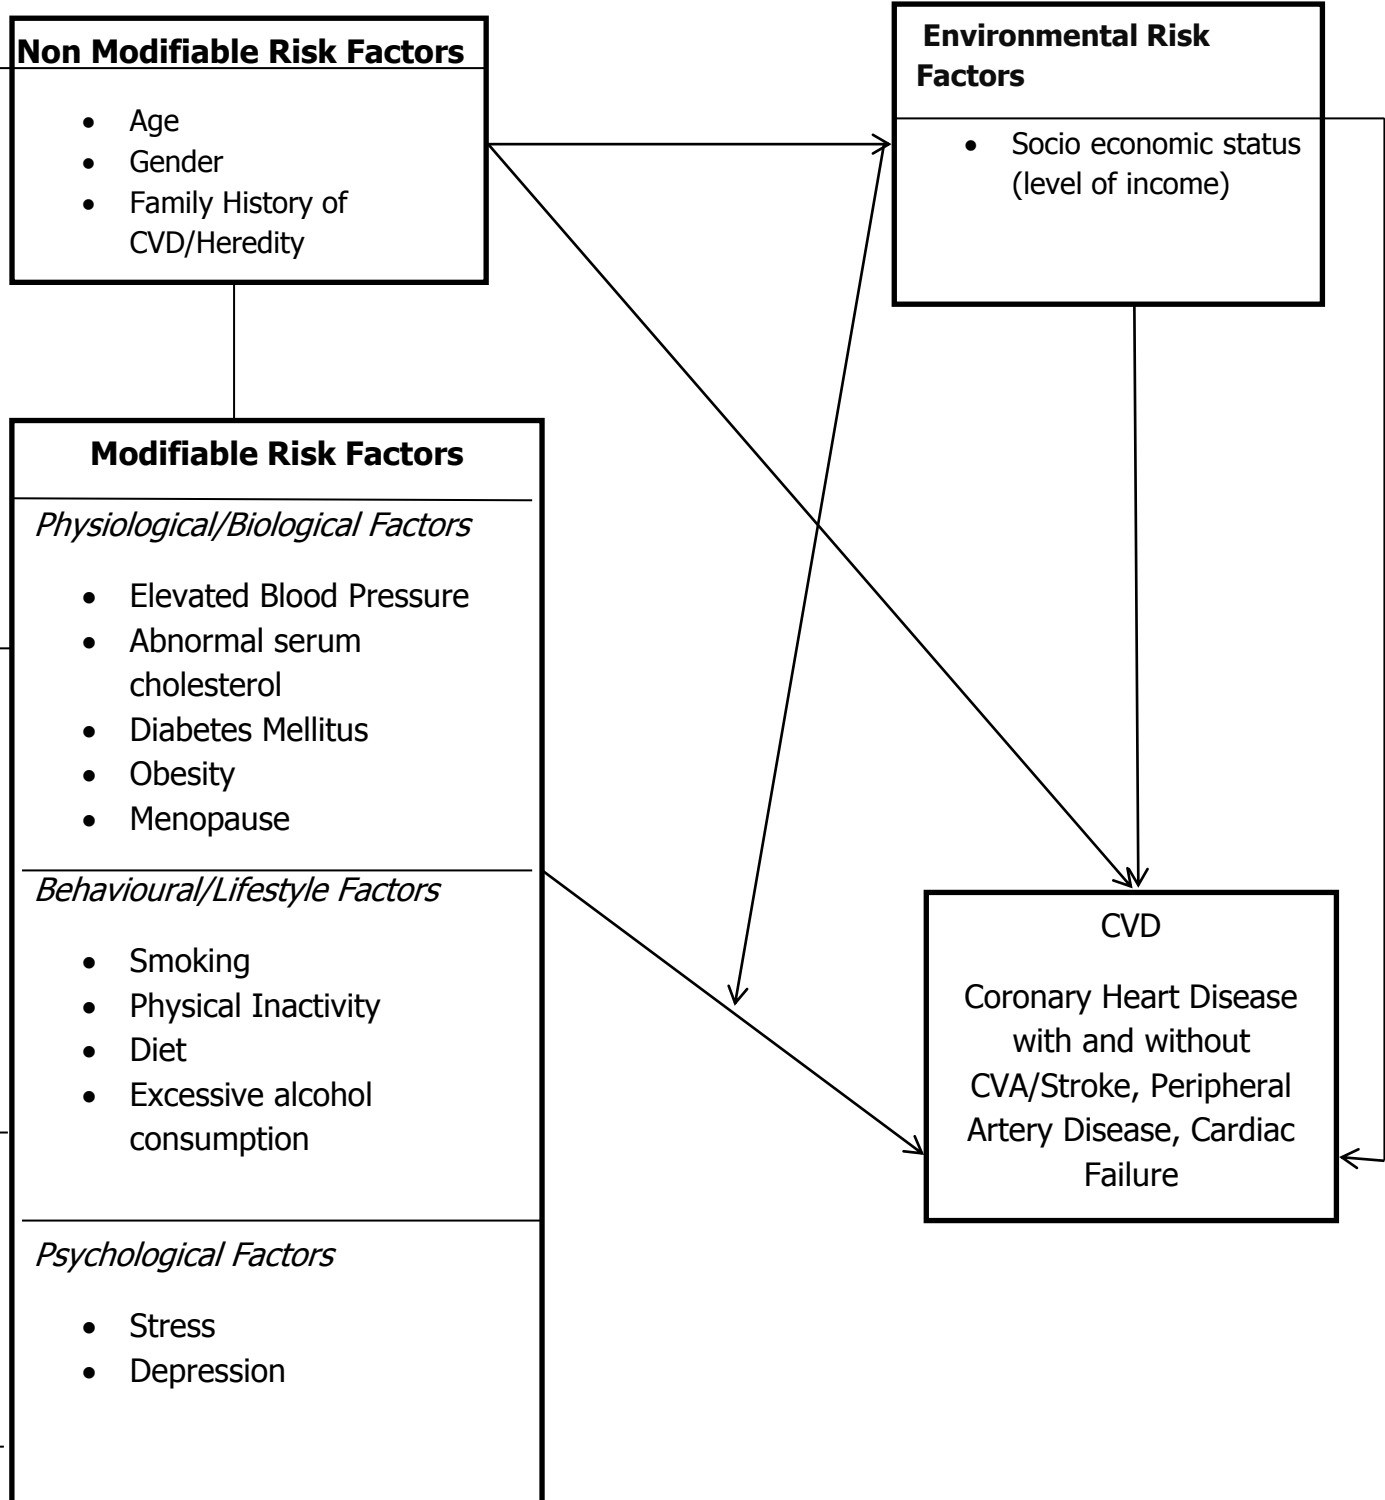 Non Modifiable Risk Factors
• Age
• Gender
• Family History of
CVD/Heredity
Environmental Risk
Factors
• Socio economic status
(level of income)
Modifiable Risk Factors
Physiological/Biological Factors
• Elevated Blood Pressure
• Abnormal serum
cholesterol
• Diabetes Mellitus
• Obesity
• Menopause
Behavioural/Lifestyle Factors
• Smoking
• Physical Inactivity
• Diet
• Excessive alcohol
consumption
Psychological Factors
• Stress
• Depression
CVD
Coronary Heart Disease
with and without
CVA/Stroke, Peripheral
Artery Disease, Cardiac
Failure